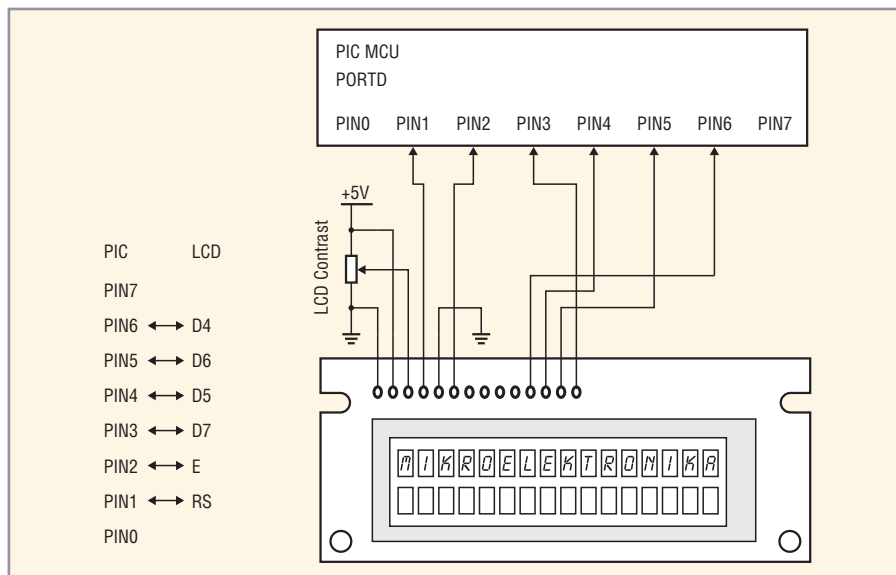 PIC MCU
PORTD
PIN0 PIN1 PIN2 PIN3 PIN4 PIN5 PIN6 PIN7
+5V
LCD Contrast
PIC LCD
PIN7
PIN6 ↔ D4
PIN5 ↔ D6
PIN4 ↔ D5
PIN3 ↔ D7
PIN2 ↔ E
PIN1 ↔ RS
PIN0
MIKROELEKTRONIKA